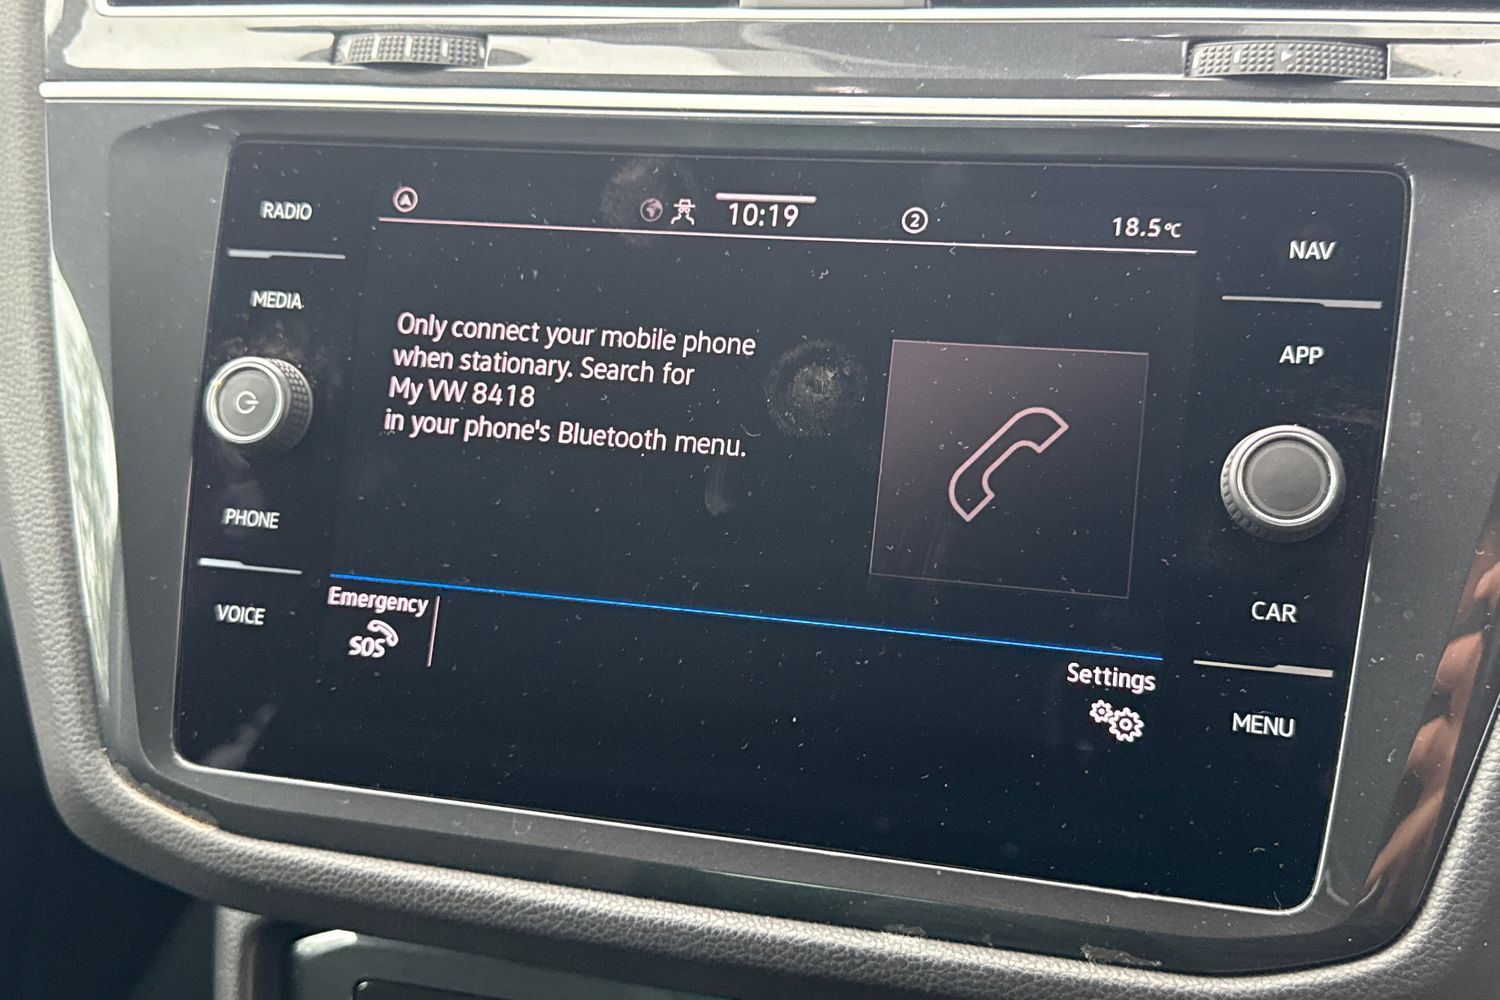 RADIO
MEDIA
PHONE
VOICE
10:19
2
18.5°C
Only connect your mobile phone
when stationary. Search for
My VW 8418
in your phone's Bluetooth menu.
Emergency
SOS
Settings
NAV
APP
CAR
MENU